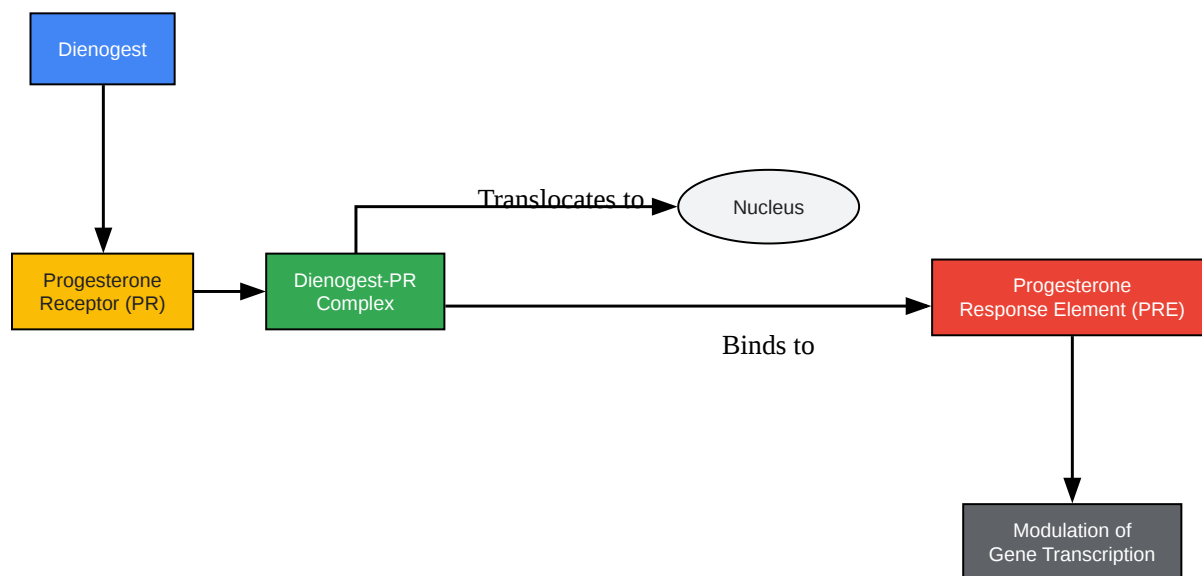 Dienogest
Translocates to
Nucleus
Progesterone
Receptor (PR)
Dienogest-PR
Complex
Progesterone
Response Element (PRE)
Binds to
Modulation of
Gene Transcription